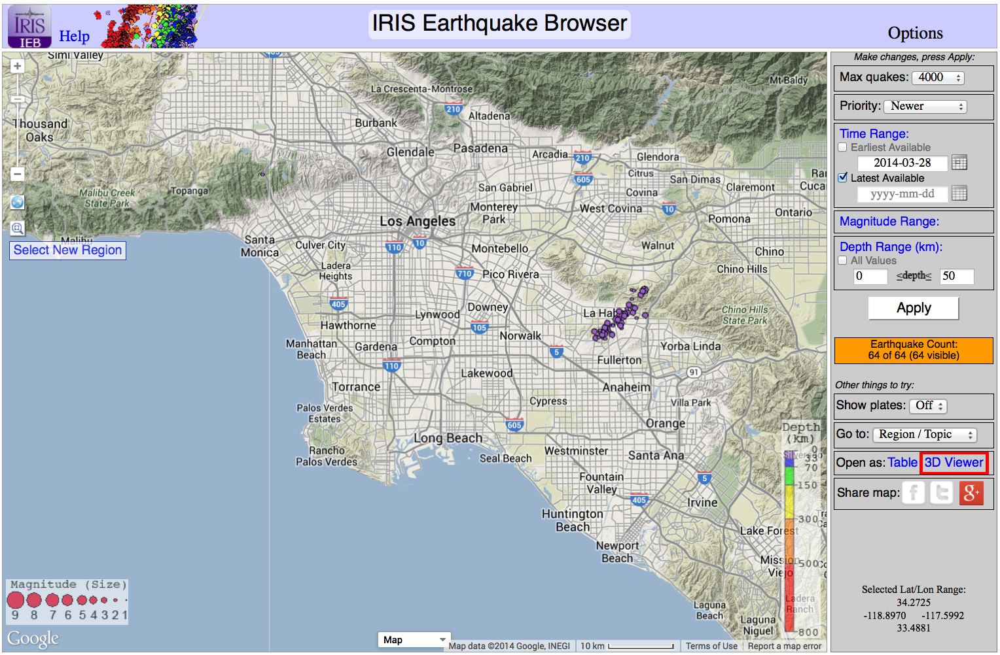 IRIS
IEB
Help
IRIS Earthquake Browser
Options
Make changes, press Apply:
Max quakes: 4000
Priority: Newer
Time Range:
Earliest Available
2014-03-28
Latest Available
yyyy-mm-dd
Magnitude Range:
Depth Range (km):
All Values
0 ≤depth≤ 50
Apply
Earthquake Count:
64 of 64 (64 visible)
Other things to try:
Show plates: Off
Go to: Region / Topic
Open as: Table 3D Viewer
Share map: f t g+
Selected Lat/Lon Range:
34.2725
-118.8970 -117.5992
33.4881
Simi Valley
405
Mt Baldy
La Crescenta-Montrose
210
Altadena
Thousand
Oaks
Burbank
Pasadena
Glendale
Arcadia
210
Glendora
605
Citrus
San Dimas
Ra
Cuca
Claremont
Malibu Creek
State Park
Topanga
San Gabriel
Covina
Monterey
Park
West Covina
10
Ontario
Pomona
Los Angeles
Malibu
Select New Region
Santa
Monica
Culver City
110
10
Montebello
Walnut
Chino
Ladera
Heights
710
Pico Rivera
Chino Hills
405
Downey
La Hab
Chino Hills
State Park
Lynwood
Hawthorne
105
Norwalk
Manhattan
Beach
Gardena
Compton
5
Yorba Linda
110
Fullerton
Lakewood
91
Torrance
Anaheim
Cypress
Villa Park
Palos Verdes
Estates
605
Orange
Long Beach
Rancho
Palos Verdes
Seal Beach
Westminster
Santa Ana
Fountain
Valley
5
405
Irvine
Huntington
Beach
Lake Forest
Newport
Beach
Mission
Viejo
Ladera
Ranch
Laguna
Beach
Laguna
Niguel
Depth
(km)
0
33
70
150
300
500
800
Magnitude (Size)
9 8 7 6 5 4 3 2 1
Google
Map
Map data ©2014 Google, INEGI
10 km
Terms of Use
Report a map error